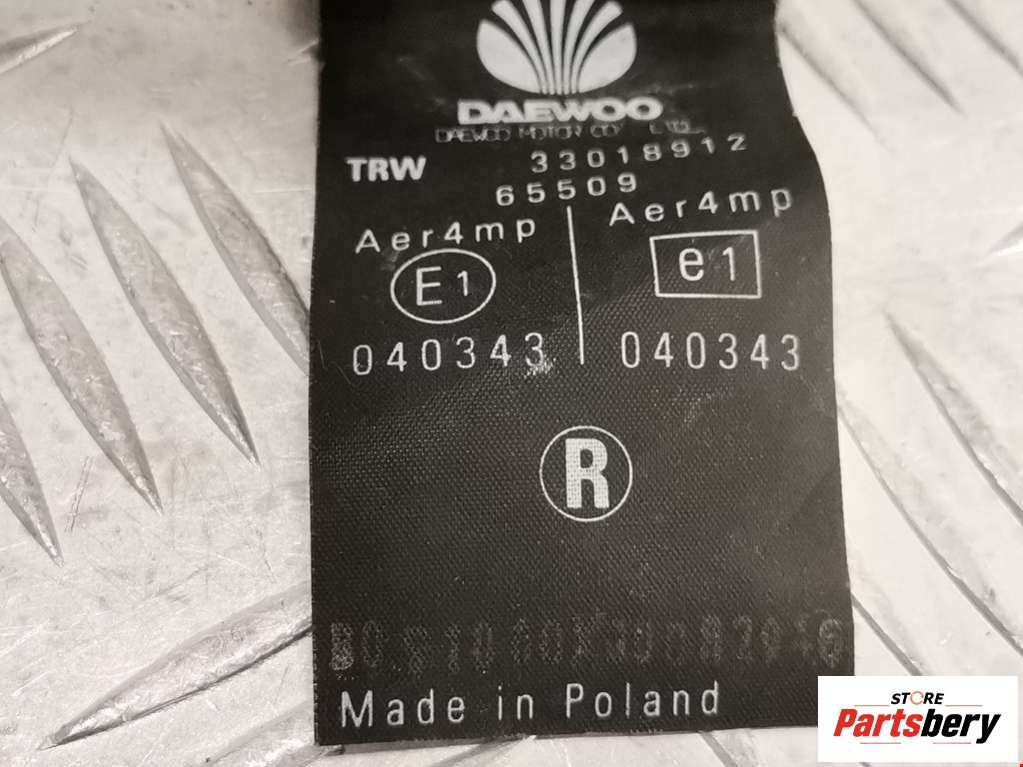 DAEWOO
DAEWOO MOTOR CO. LTD.
TRW 33018912
65509
Aer4mp Aer4mp
E1 e1
040343 040343
R
Made in Poland
STORE
Partsbery